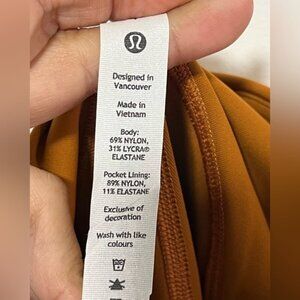 Designed in
Vancouver
Made in
Vietnam
Body:
69% NYLON,
31% LYCRA®
ELASTANE
Pocket Lining:
89% NYLON,
11% ELASTANE
Exclusive of
decoration
Wash with like
colours